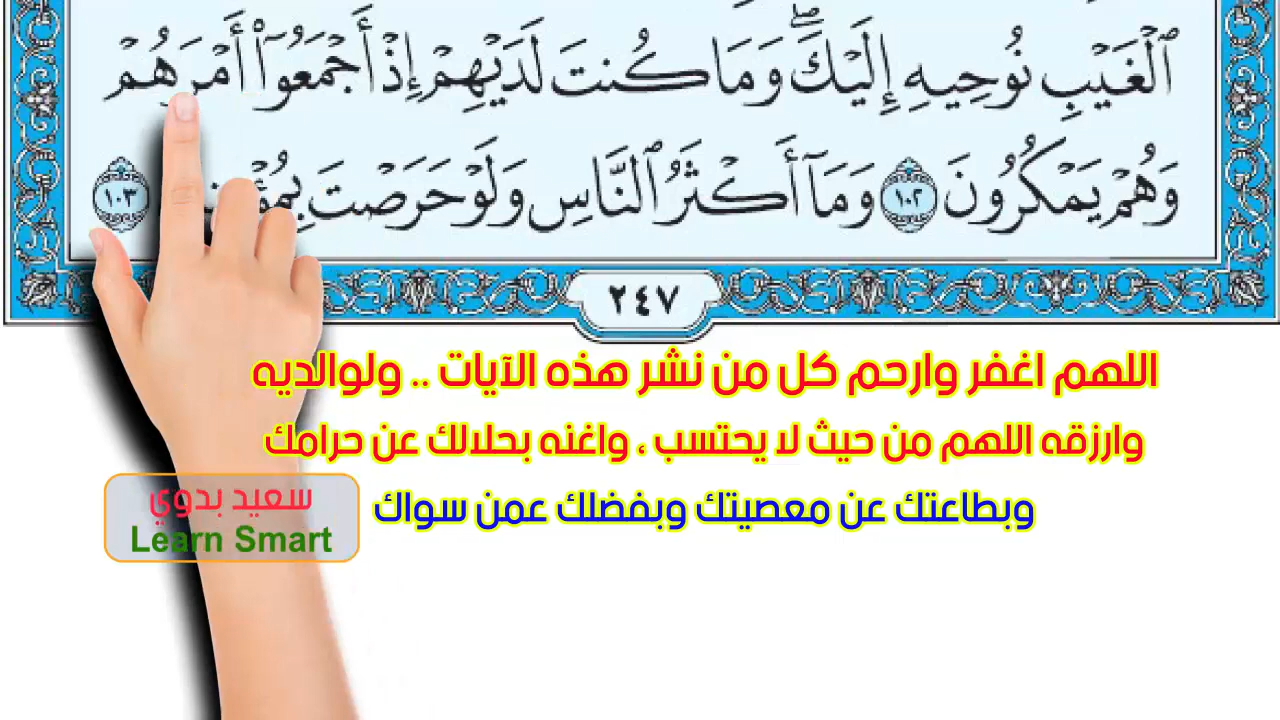 ٱلْغَيْبِ نُوحِيهِ إِلَيْكَ ۖ وَمَا كُنتَ لَدَيْهِمْ إِذْ أَجْمَعُوٓا۟ أَمْرَهُمْ
وَهُمْ يَمْكُرُونَ ١٠٢ وَمَآ أَكْثَرُ ٱلنَّاسِ وَلَوْ حَرَصْتَ ١٠٣
٢٤٧
اللهم اغفر وارحم كل من نشر هذه الآيات .. ولوالديه
وارزقه اللهم من حيث لا يحتسب ، واغنه بحلالك عن حرامك
وبطاعتك عن معصيتك وبفضلك عمن سواك
سعيد بدوي
Learn Smart